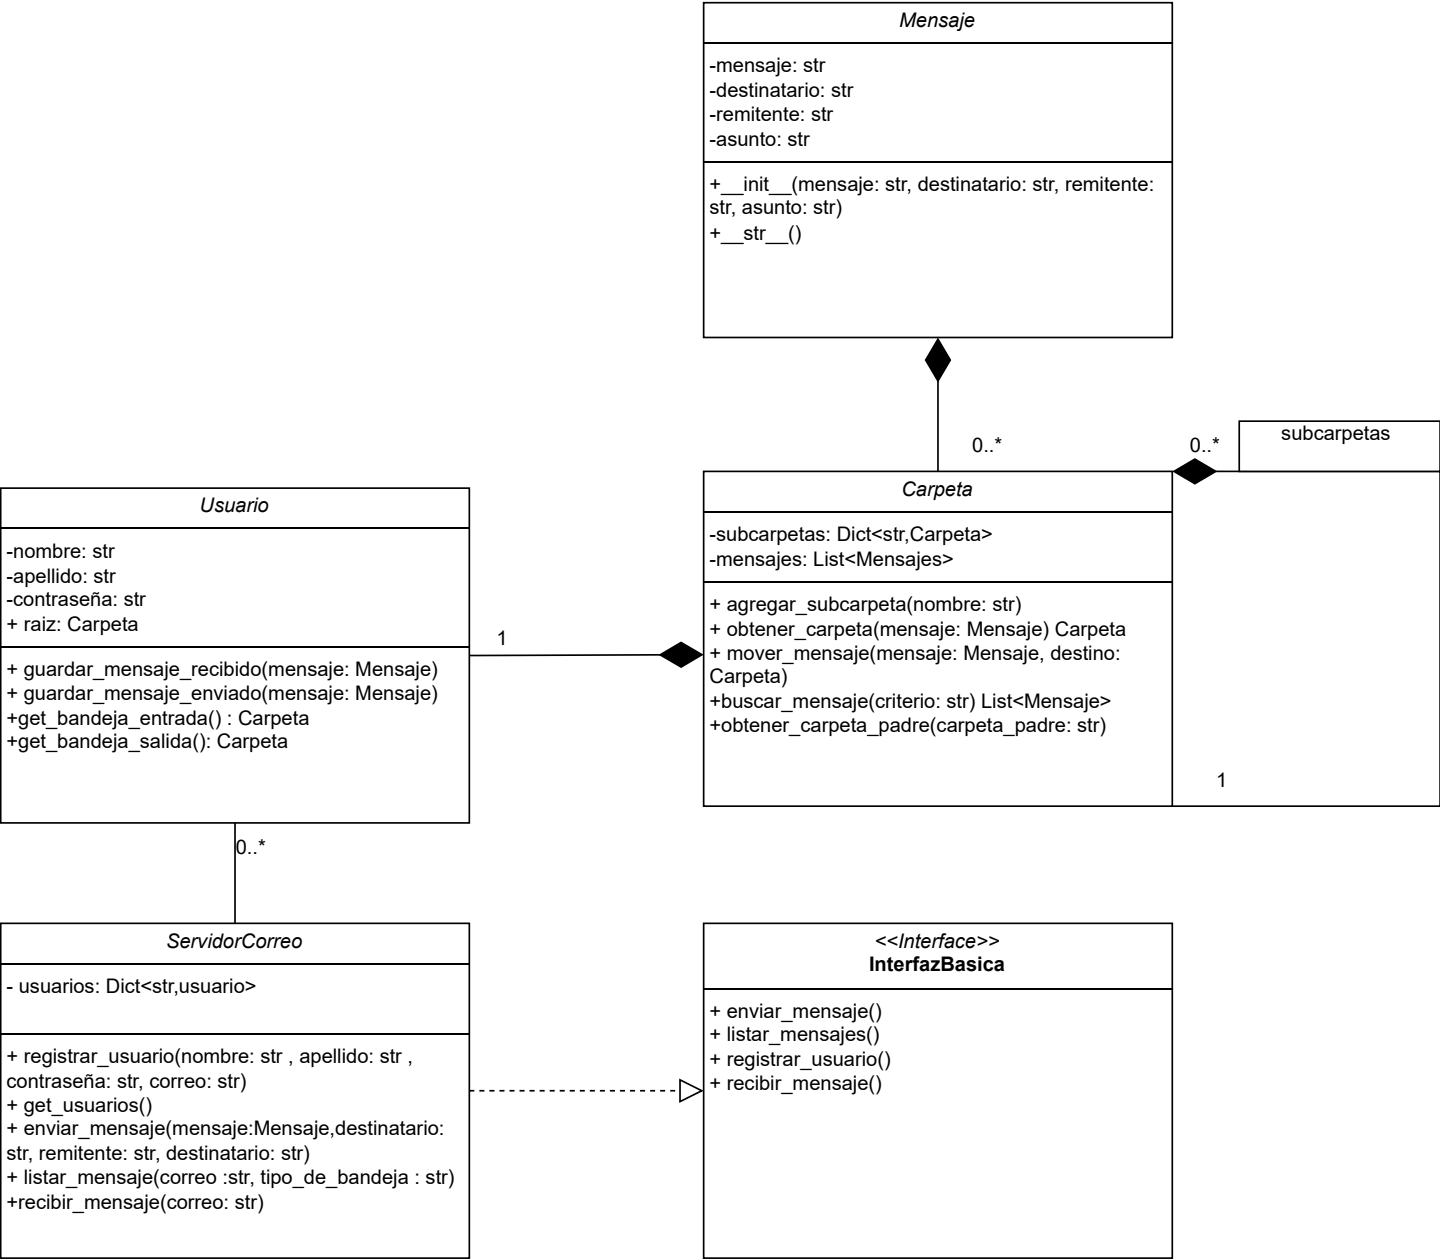 Mensaje
-mensaje: str
-destinatario: str
-remitente: str
-asunto: str
+__init__(mensaje: str, destinatario: str, remitente:
str, asunto: str)
+__str__()
0..*
0..*
subcarpetas
Carpeta
-subcarpetas: Dict<str,Carpeta>
-mensajes: List<Mensajes>
+ agregar_subcarpeta(nombre: str)
+ obtener_carpeta(mensaje: Mensaje) Carpeta
+ mover_mensaje(mensaje: Mensaje, destino:
Carpeta)
+buscar_mensaje(criterio: str) List<Mensaje>
+obtener_carpeta_padre(carpeta_padre: str)
1
Usuario
-nombre: str
-apellido: str
-contraseña: str
+ raiz: Carpeta
+ guardar_mensaje_recibido(mensaje: Mensaje)
+ guardar_mensaje_enviado(mensaje: Mensaje)
+get_bandeja_entrada() : Carpeta
+get_bandeja_salida(): Carpeta
1
0..*
ServidorCorreo
- usuarios: Dict<str,usuario>
+ registrar_usuario(nombre: str , apellido: str ,
contraseña: str, correo: str)
+ get_usuarios()
+ enviar_mensaje(mensaje:Mensaje,destinatario:
str, remitente: str, destinatario: str)
+ listar_mensaje(correo :str, tipo_de_bandeja : str)
+recibir_mensaje(correo: str)
<<Interface>>
InterfazBasica
+ enviar_mensaje()
+ listar_mensajes()
+ registrar_usuario()
+ recibir_mensaje()